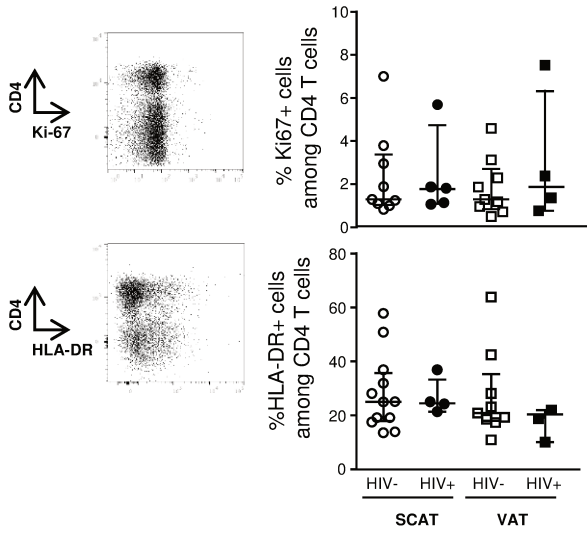 CD4
Ki-67
% Ki67+ cells
among CD4 T cells
10
8
6
4
2
0
CD4
HLA-DR
%HLA-DR+ cells
among CD4 T cells
80
60
40
20
0
HIV- HIV+ HIV- HIV+
SCAT VAT